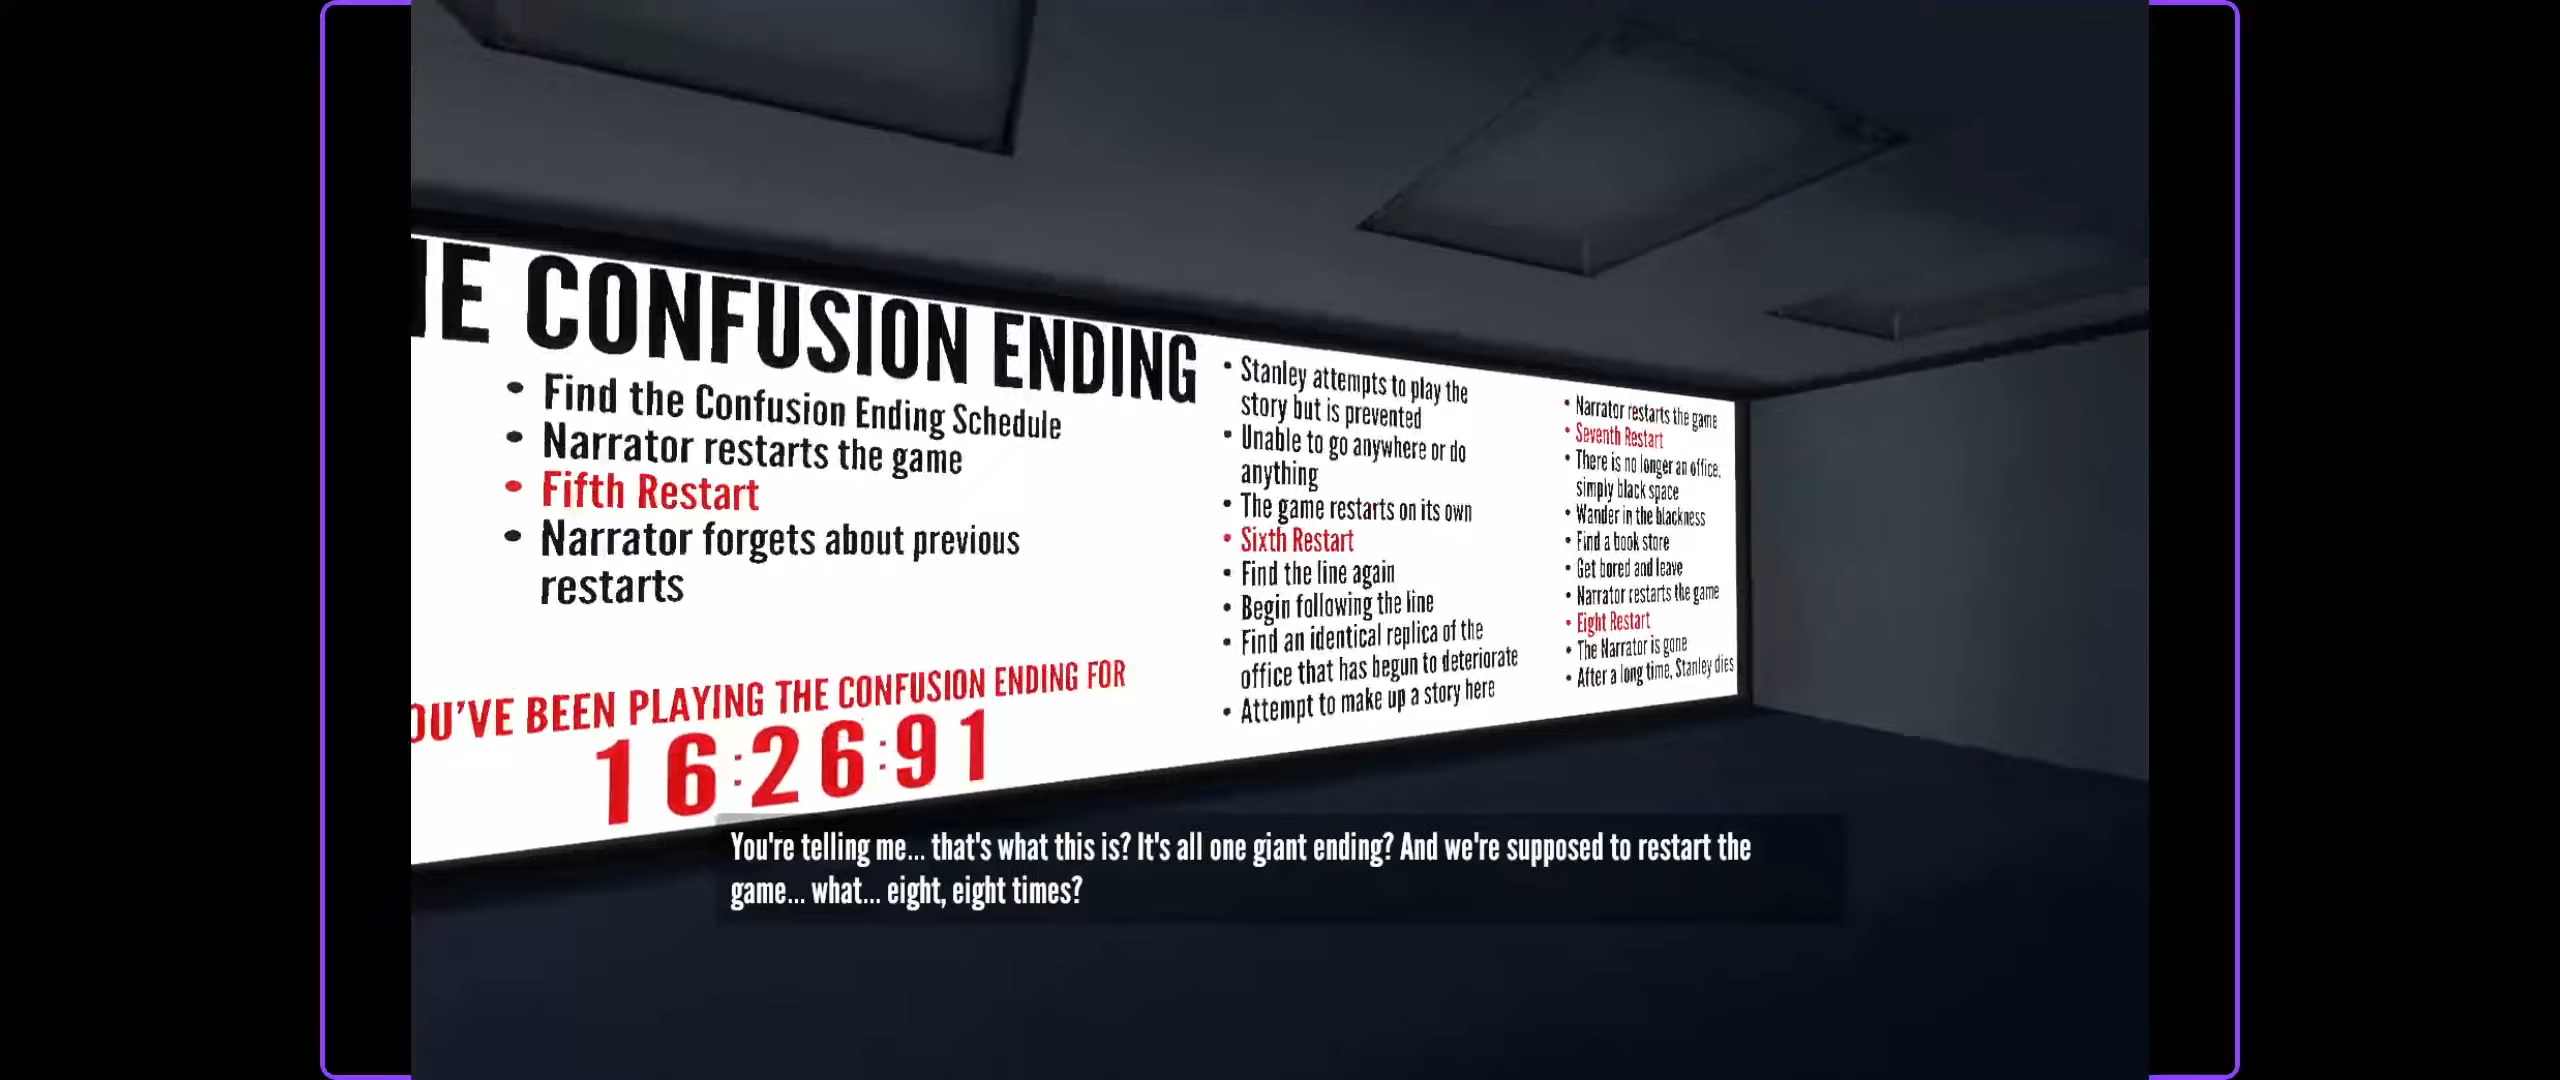 E CONFUSION ENDING
• Find the Confusion Ending Schedule
• Narrator restarts the game
• Fifth Restart
• Narrator forgets about previous
restarts
OU'VE BEEN PLAYING THE CONFUSION ENDING FOR
16:26:91
• Stanley attempts to play the
story but is prevented
• Unable to go anywhere or do
anything
• The game restarts on its own
• Sixth Restart
• Find the line again
• Begin following the line
• Find an identical replica of the
office that has begun to deteriorate
• Attempt to make up a story here
• Narrator restarts the game
• Seventh Restart
• There is no longer an office,
simply black space
• Wander in the blackness
• Find a book store
• Get bored and leave
• Narrator restarts the game
• Eight Restart
• The Narrator is gone
• After a long time, Stanley dies
You're telling me... that's what this is? It's all one giant ending? And we're supposed to restart the
game... what... eight, eight times?